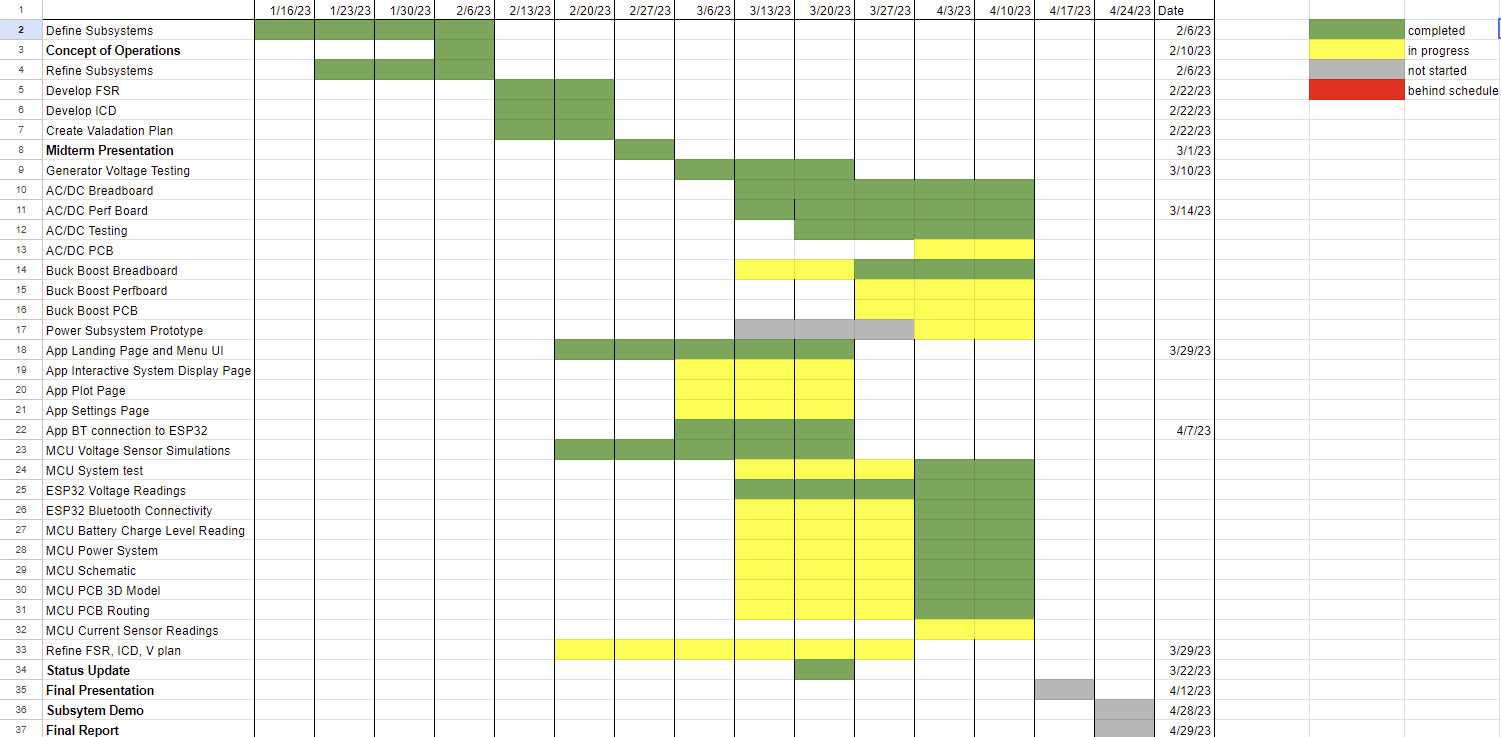 1 1/16/23 1/23/23 1/30/23 2/6/23 2/13/23 2/20/23 2/27/23 3/6/23 3/13/23 3/20/23 3/27/23 4/3/23 4/10/23 4/17/23 4/24/23 Date
2 Define Subsystems 2/6/23 completed
3 Concept of Operations 2/10/23 in progress
4 Refine Subsystems 2/6/23 not started
5 Develop FSR 2/22/23 behind schedule
6 Develop ICD 2/22/23
7 Create Valadation Plan 2/22/23
8 Midterm Presentation 3/1/23
9 Generator Voltage Testing 3/10/23
10 AC/DC Breadboard
11 AC/DC Perf Board 3/14/23
12 AC/DC Testing
13 AC/DC PCB
14 Buck Boost Breadboard
15 Buck Boost Perfboard
16 Buck Boost PCB
17 Power Subsystem Prototype
18 App Landing Page and Menu UI 3/29/23
19 App Interactive System Display Page
20 App Plot Page
21 App Settings Page
22 App BT connection to ESP32 4/7/23
23 MCU Voltage Sensor Simulations
24 MCU System test
25 ESP32 Voltage Readings
26 ESP32 Bluetooth Connectivity
27 MCU Battery Charge Level Reading
28 MCU Power System
29 MCU Schematic
30 MCU PCB 3D Model
31 MCU PCB Routing
32 MCU Current Sensor Readings
33 Refine FSR, ICD, V plan 3/29/23
34 Status Update 3/22/23
35 Final Presentation 4/12/23
36 Subsytem Demo 4/28/23
37 Final Report 4/29/23